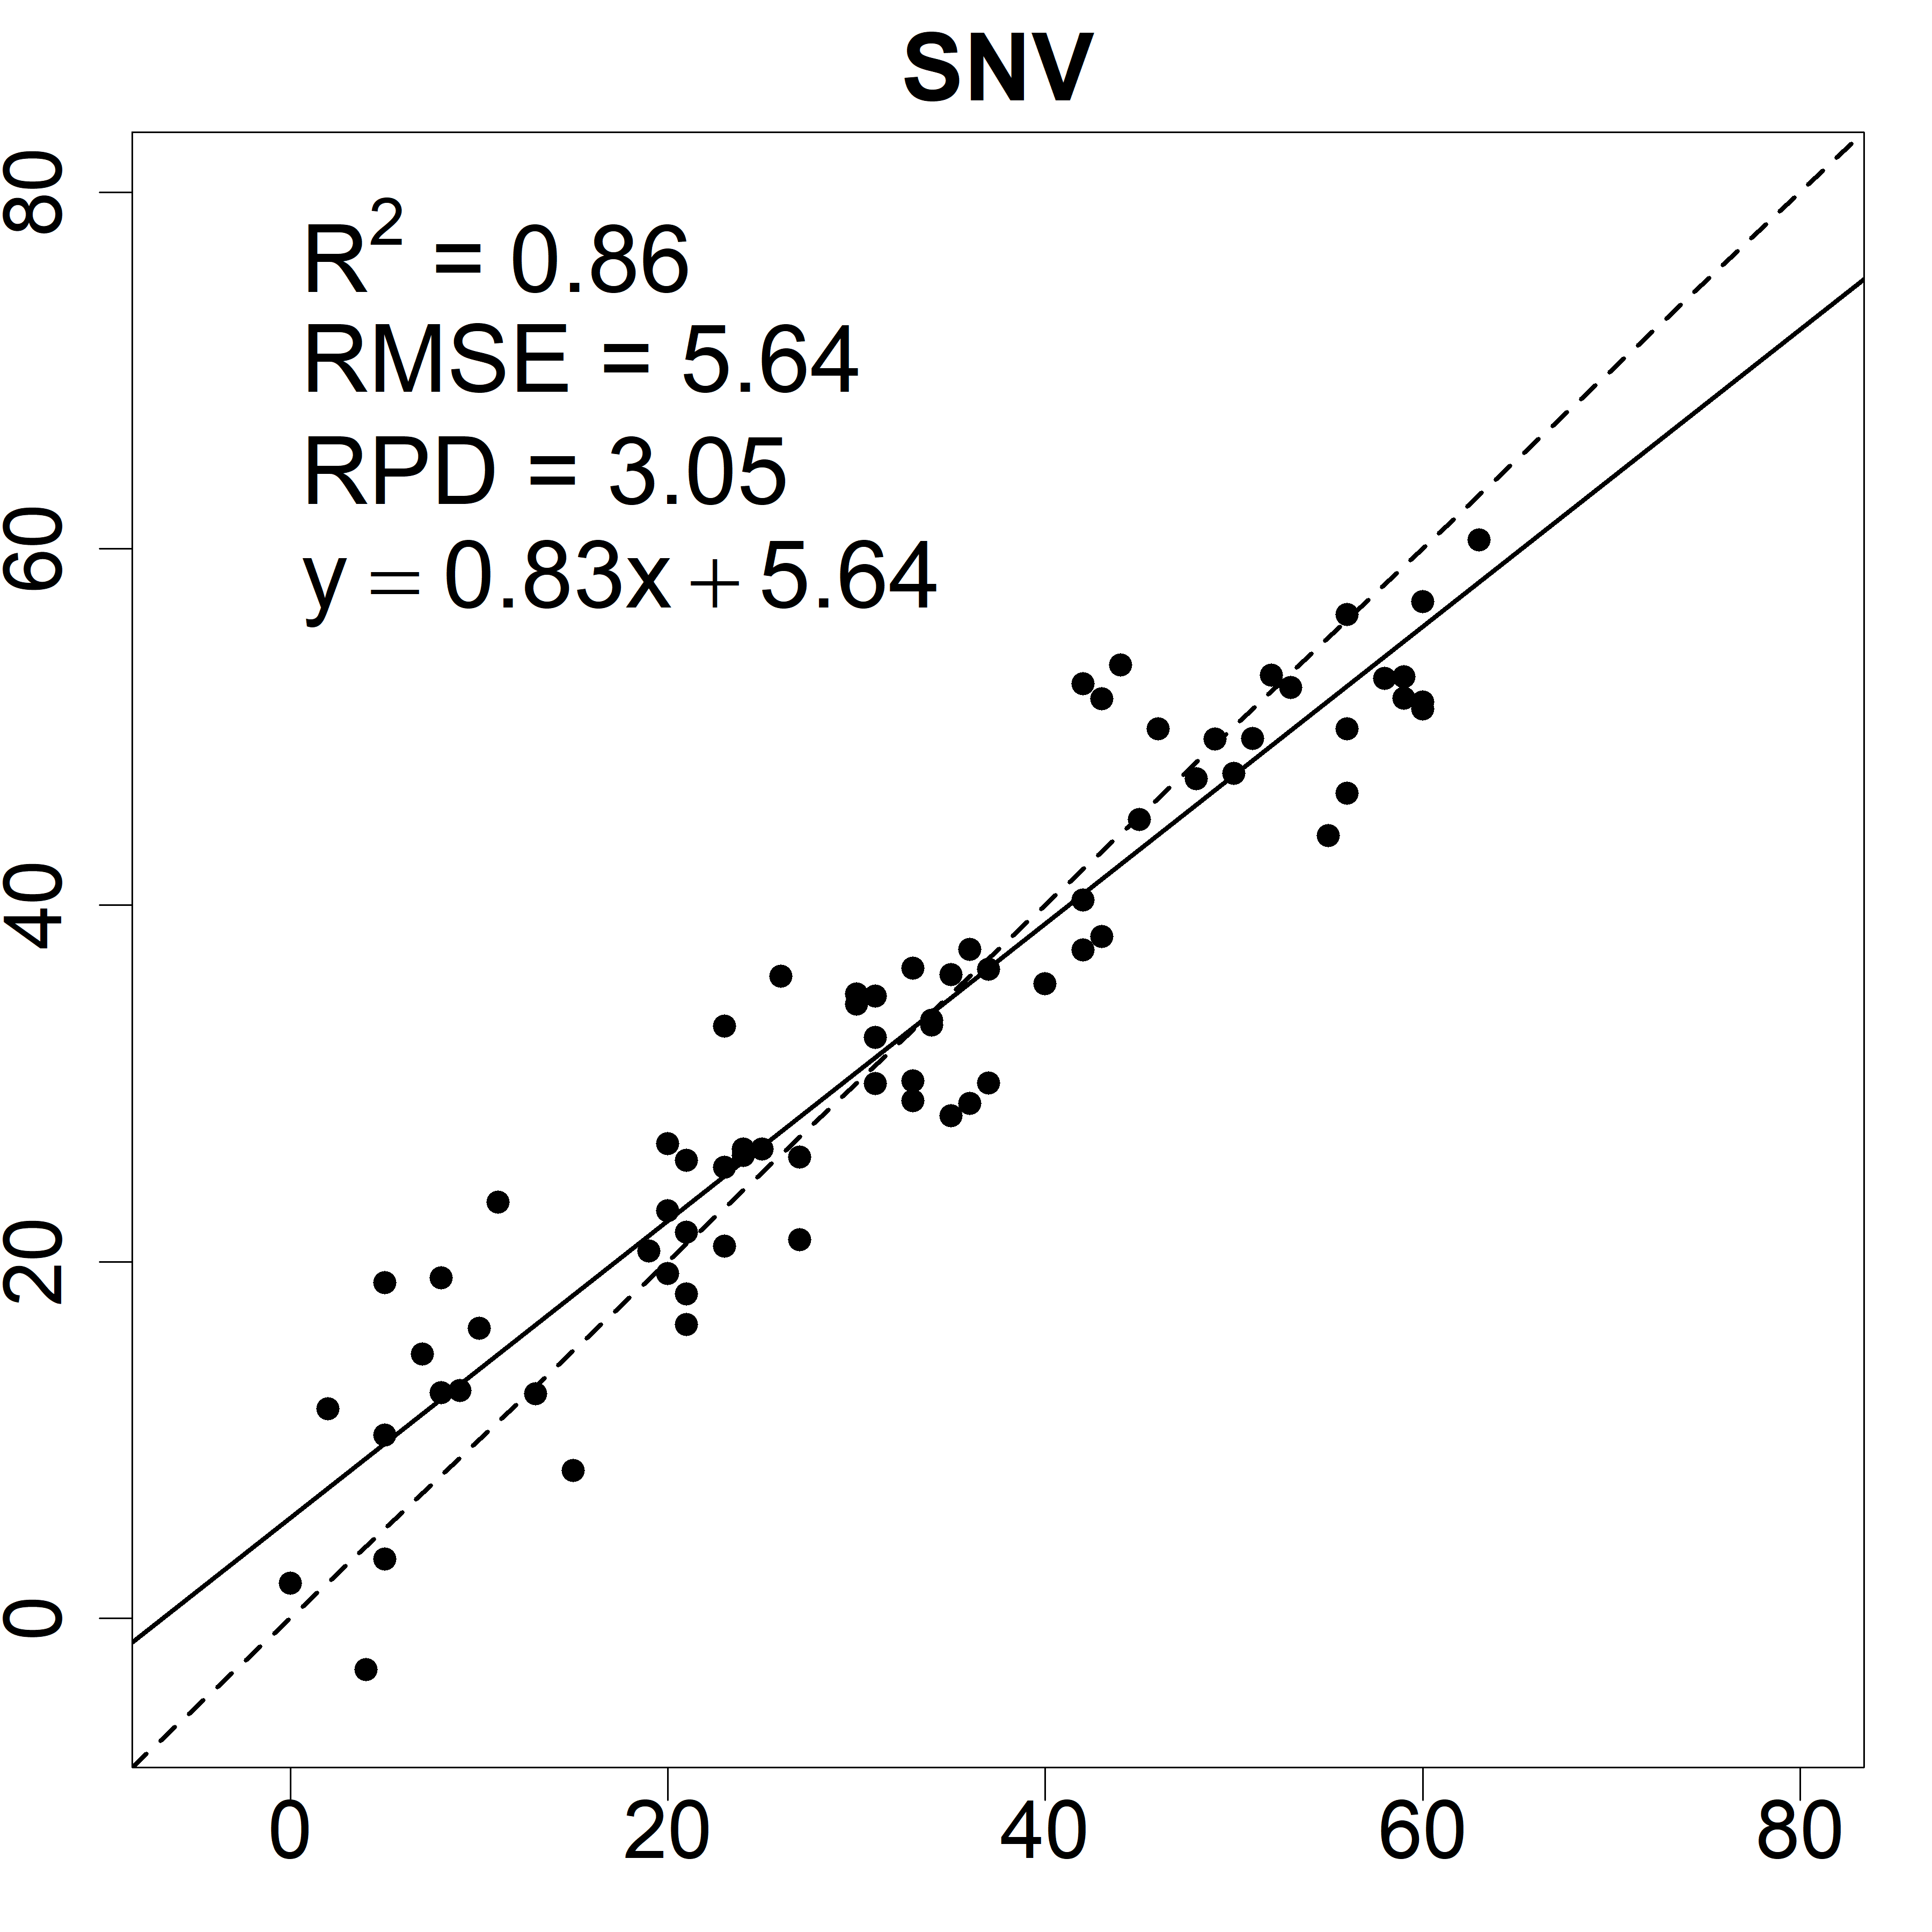 SNV
R² = 0.86
RMSE = 5.64
RPD = 3.05
y = 0.83x + 5.64
80
60
40
20
0
0 20 40 60 80